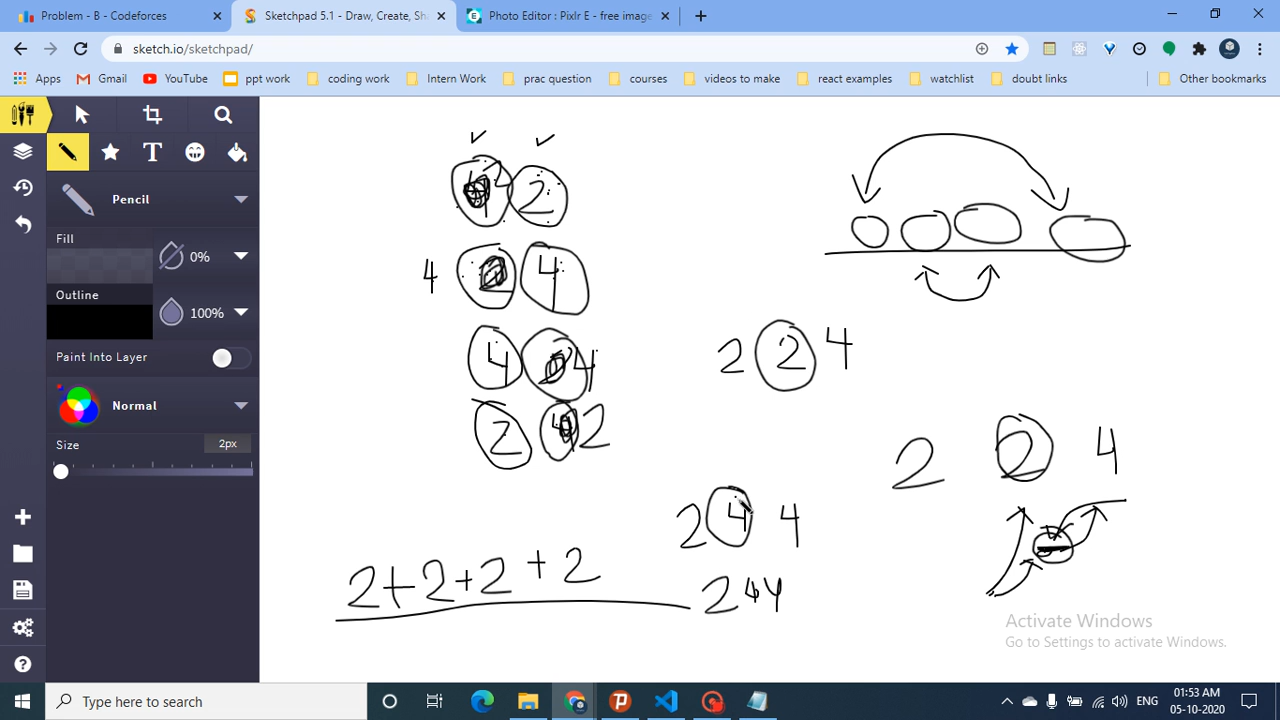 Problem - B - Codeforces
Sketchpad 5.1 - Draw, Create, Sha
Photo Editor : Pixlr E - free image
sketch.io/sketchpad/
Apps
Gmail
YouTube
ppt work
coding work
Intern Work
prac question
courses
videos to make
react examples
watchlist
doubt links
Other bookmarks
Pencil
Fill
0%
Outline
100%
Paint Into Layer
Normal
Size
2px
2 2
4 4
4 4
2 2
2 2 4
2 2 4
2 4 4
2+2+2+2
2 4 4
Activate Windows
Go to Settings to activate Windows.
Type here to search
ENG
01:53 AM
05-10-2020